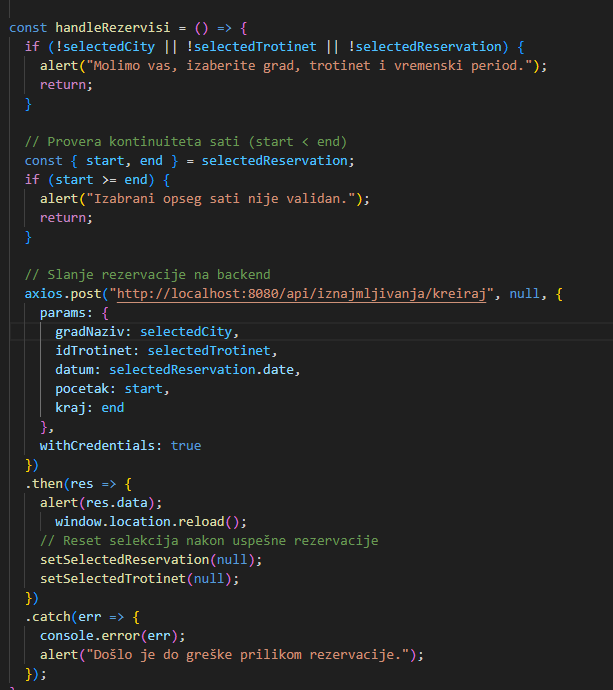 const handleRezervisi = () => {
  if (!selectedCity || !selectedTrotinet || !selectedReservation) {
    alert("Molimo vas, izaberite grad, trotinet i vremenski period.");
    return;
  }

  // Provera kontinuiteta sati (start < end)
  const { start, end } = selectedReservation;
  if (start >= end) {
    alert("Izabrani opseg sati nije validan.");
    return;
  }

  // Slanje rezervacije na backend
  axios.post("http://localhost:8080/api/iznajmljivanja/kreiraj", null, {
    params: {
      gradNaziv: selectedCity,
      idTrotinet: selectedTrotinet,
      datum: selectedReservation.date,
      pocetak: start,
      kraj: end
    },
    withCredentials: true
  })
  .then(res => {
    alert(res.data);
      window.location.reload();
    // Reset selekcija nakon uspešne rezervacije
    setSelectedReservation(null);
    setSelectedTrotinet(null);
  })
  .catch(err => {
    console.error(err);
    alert("Došlo je do greške prilikom rezervacije.");
  });